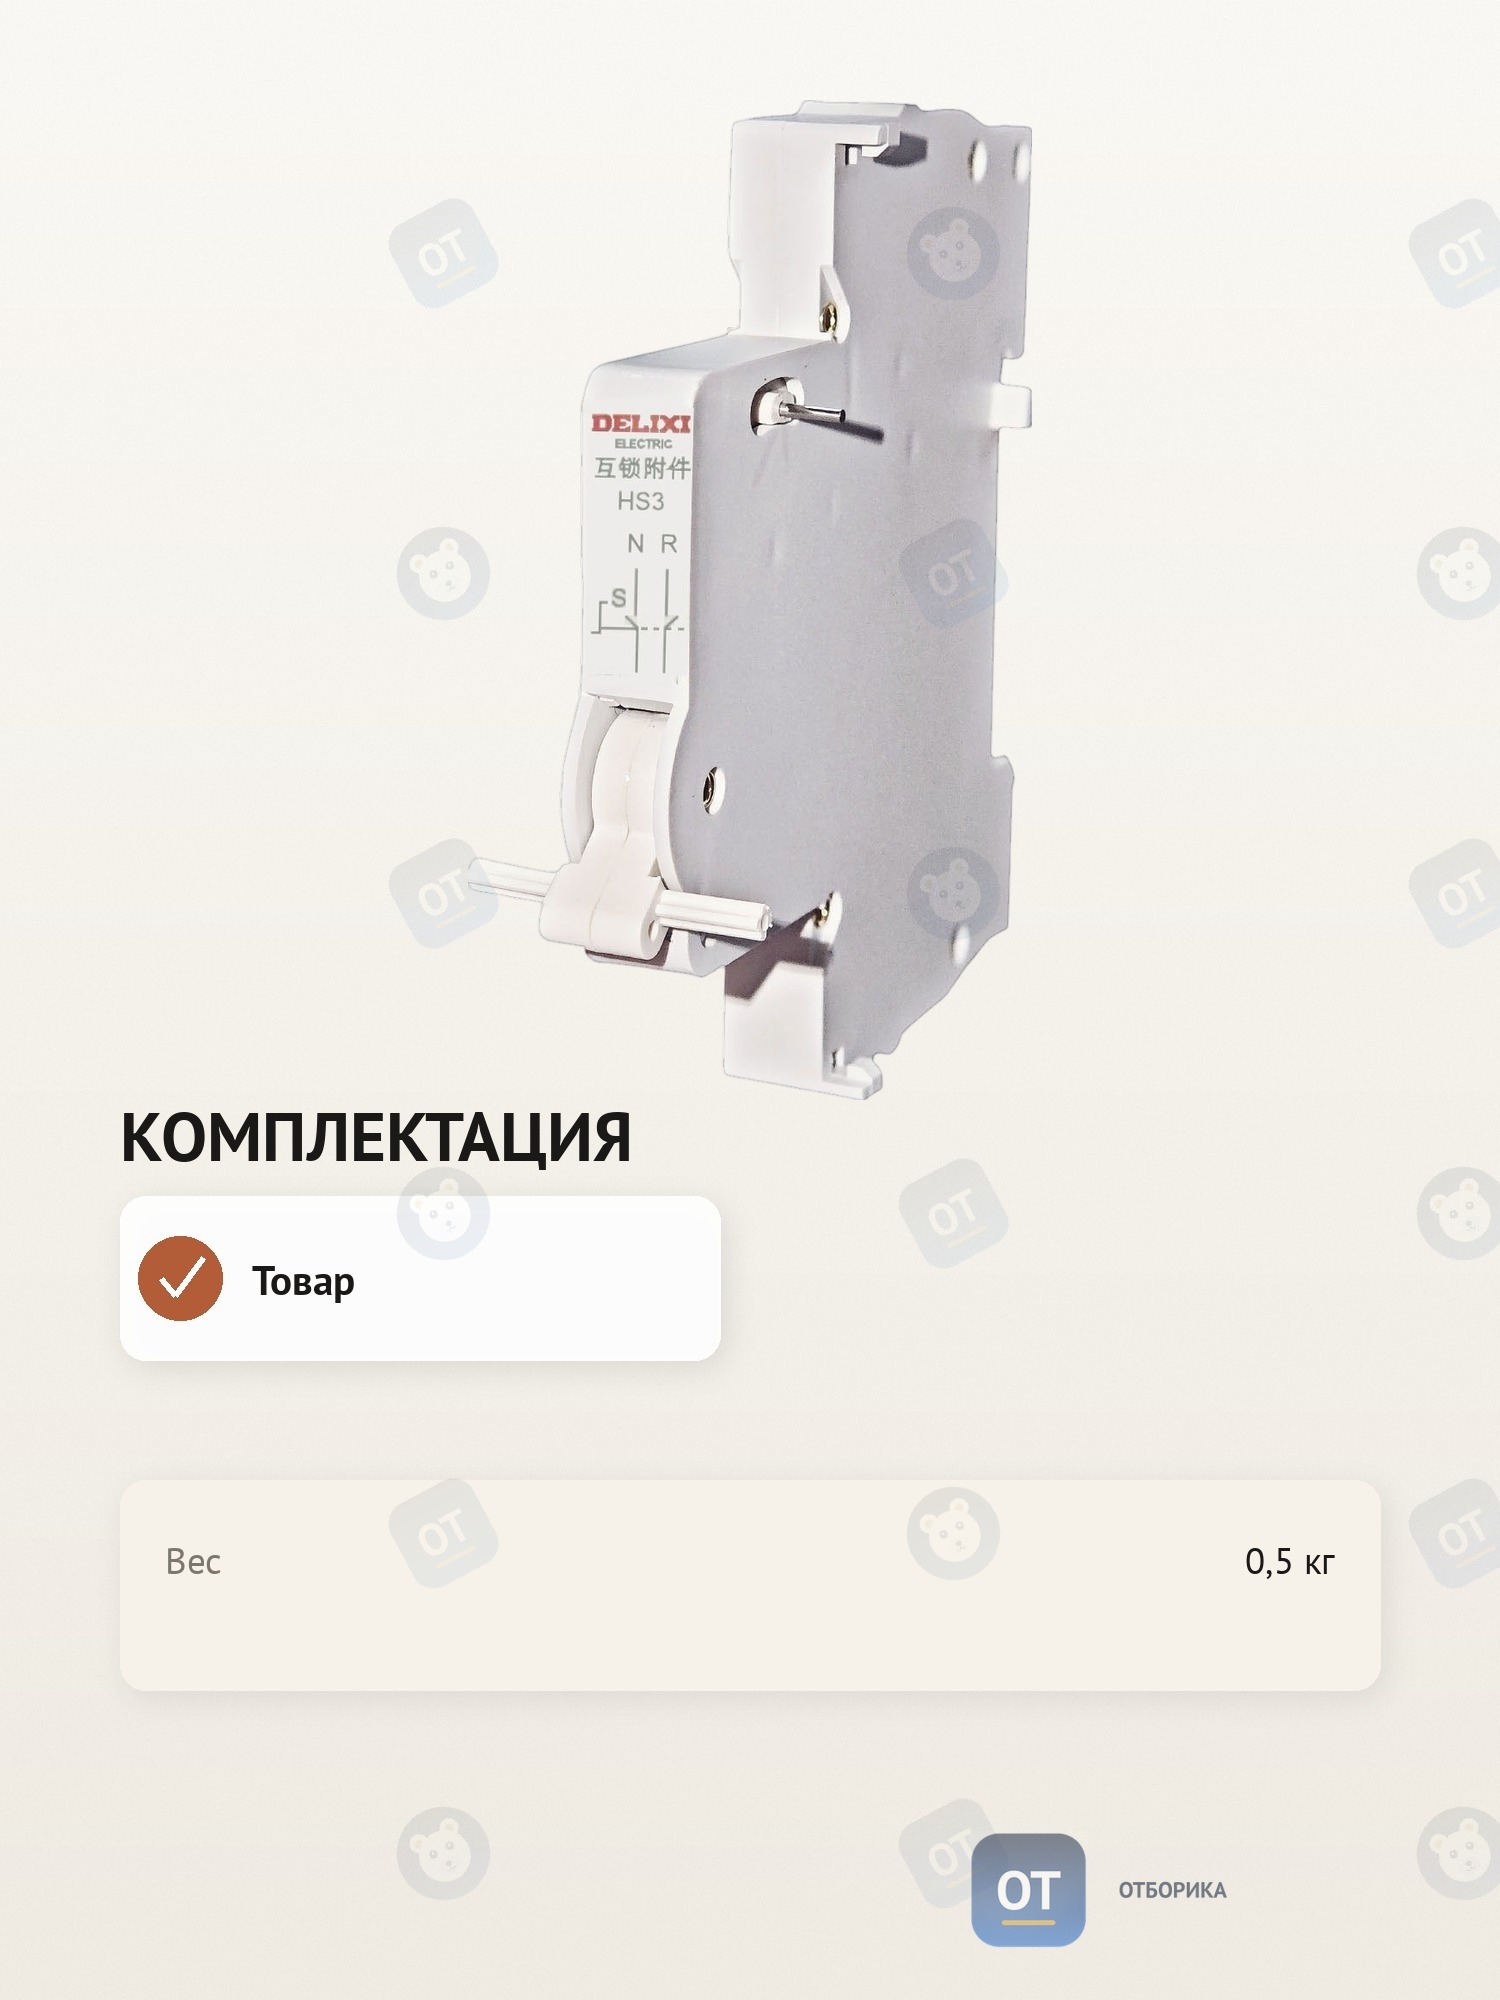 DELIXI
ELECTRIC
互锁附件
HS3
N R
S
КОМПЛЕКТАЦИЯ
Товар
Вес 0,5 кг
ОТ
ОТБОРИКА